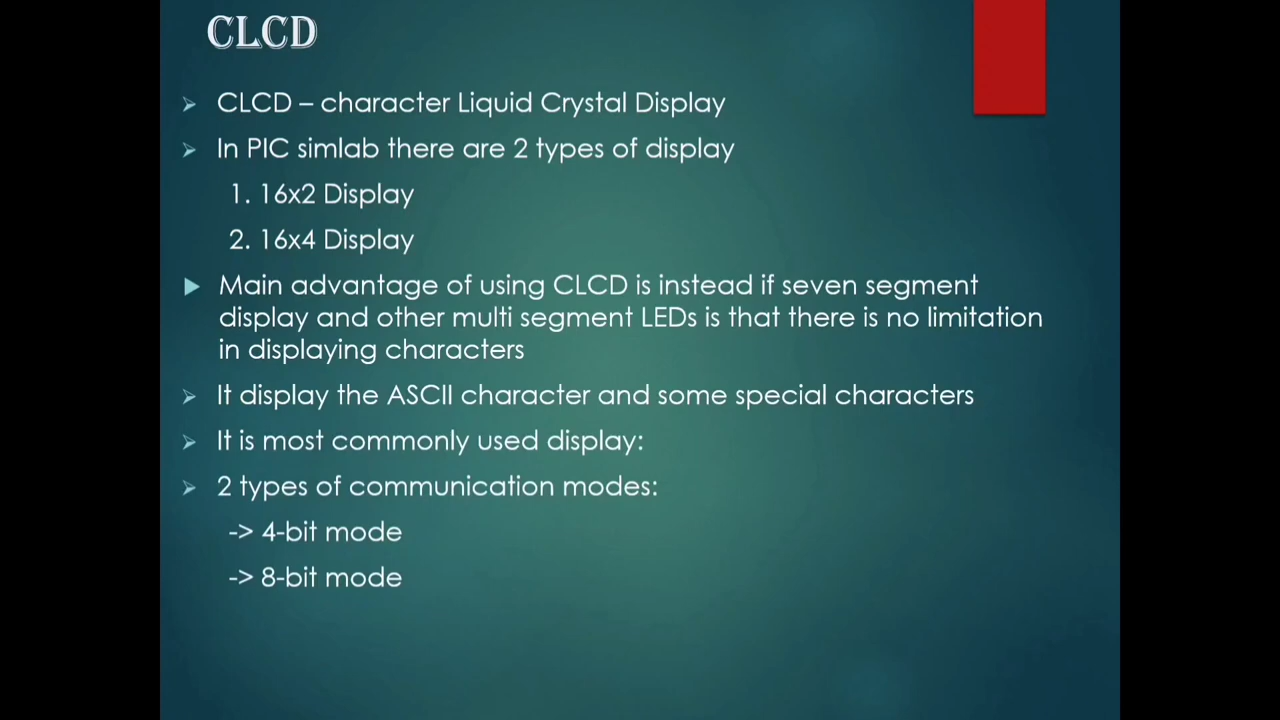 CLCD
CLCD – character Liquid Crystal Display
In PIC simlab there are 2 types of display
1. 16x2 Display
2. 16x4 Display
Main advantage of using CLCD is instead if seven segment
display and other multi segment LEDs is that there is no limitation
in displaying characters
It display the ASCII character and some special characters
It is most commonly used display:
2 types of communication modes:
-> 4-bit mode
-> 8-bit mode